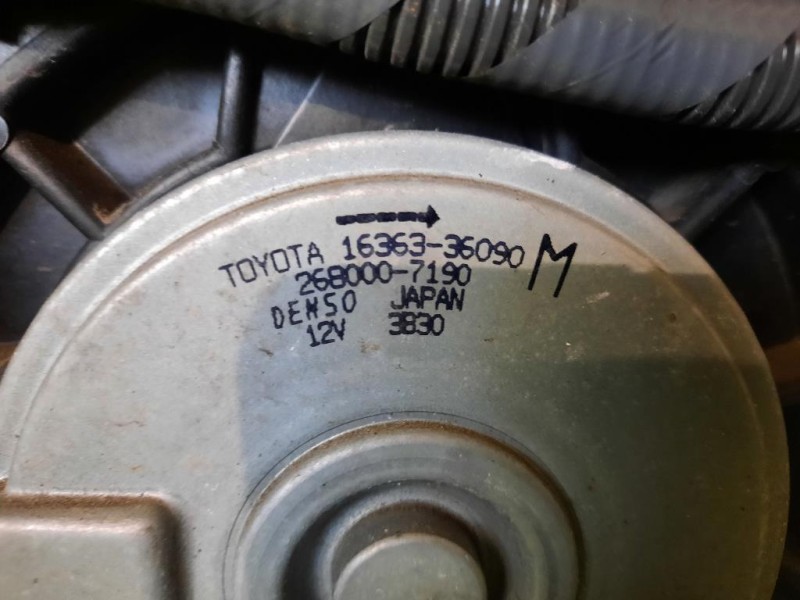 TOYOTA 16363-36090 M
268000-7190
DENSO JAPAN
12V 3B30